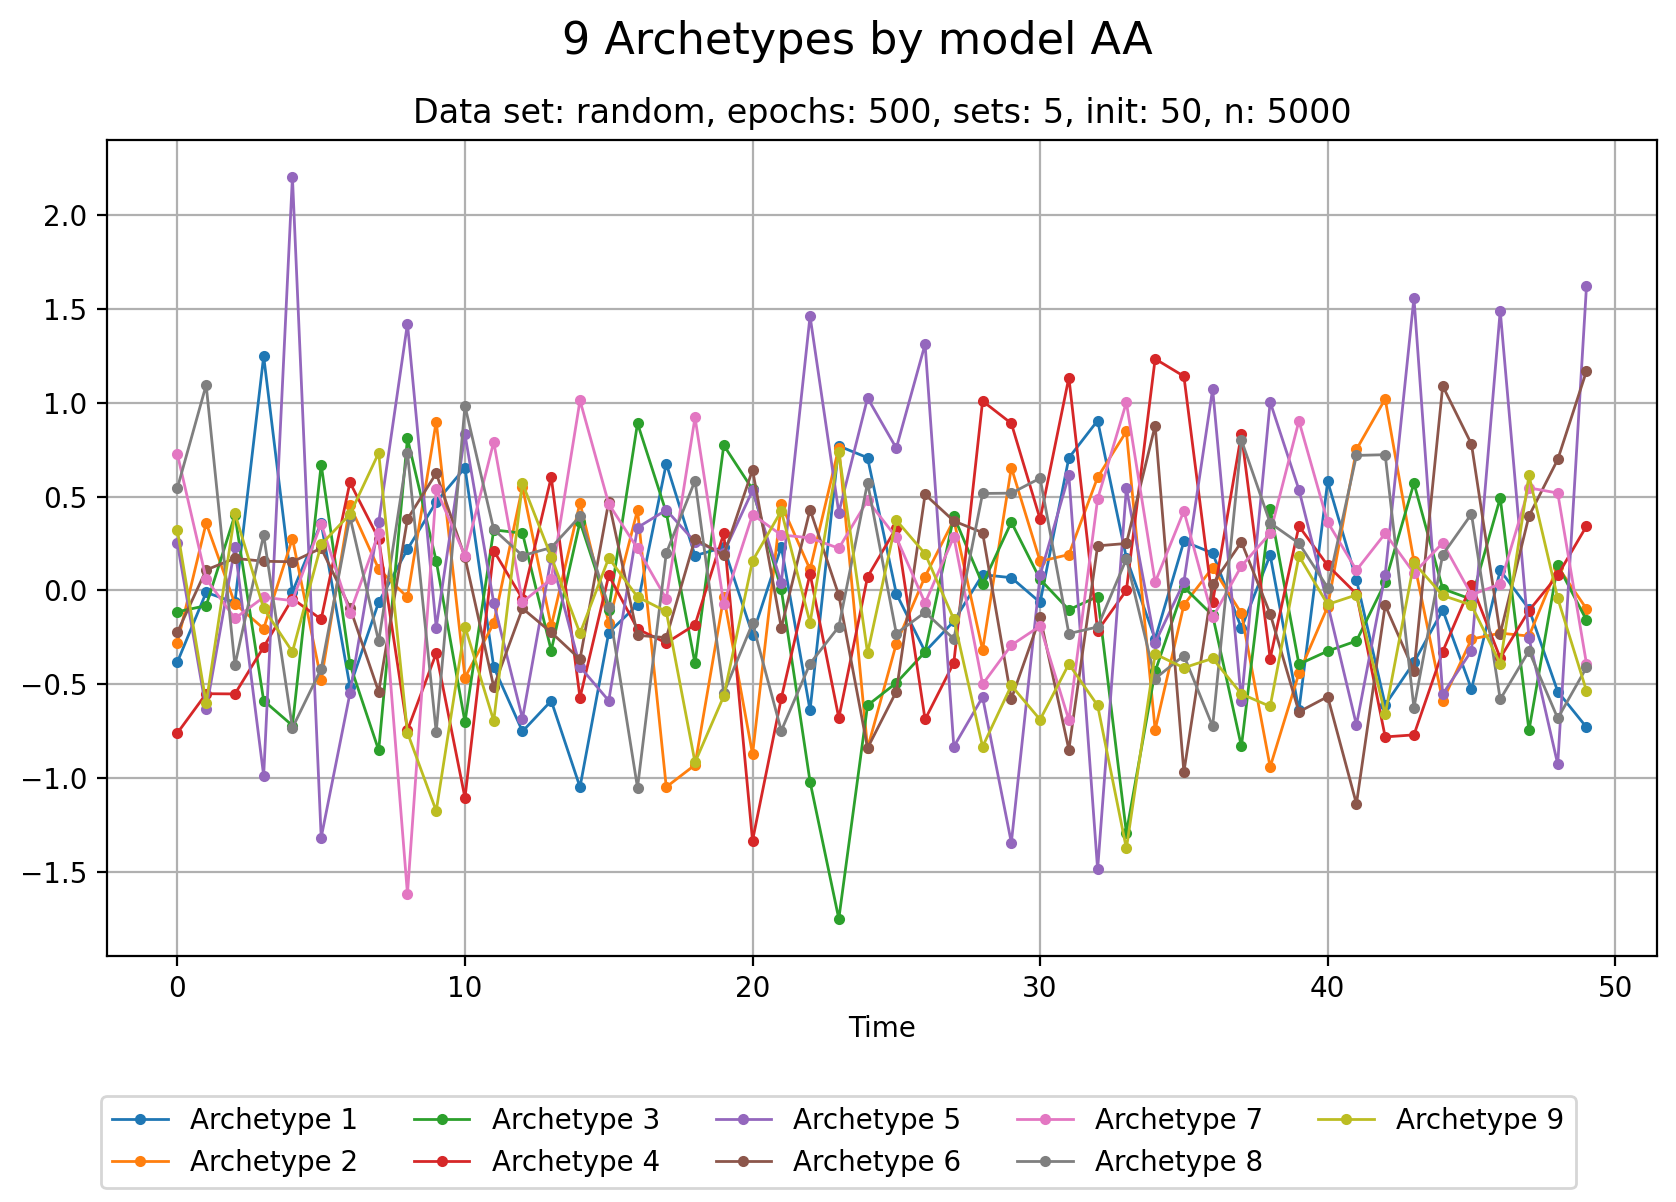 9 Archetypes by model AA
Data set: random, epochs: 500, sets: 5, init: 50, n: 5000
2.0
1.5
1.0
0.5
0.0
−0.5
−1.0
−1.5
0 10 20 30 40 50
Time
Archetype 1 Archetype 3 Archetype 5 Archetype 7 Archetype 9
Archetype 2 Archetype 4 Archetype 6 Archetype 8